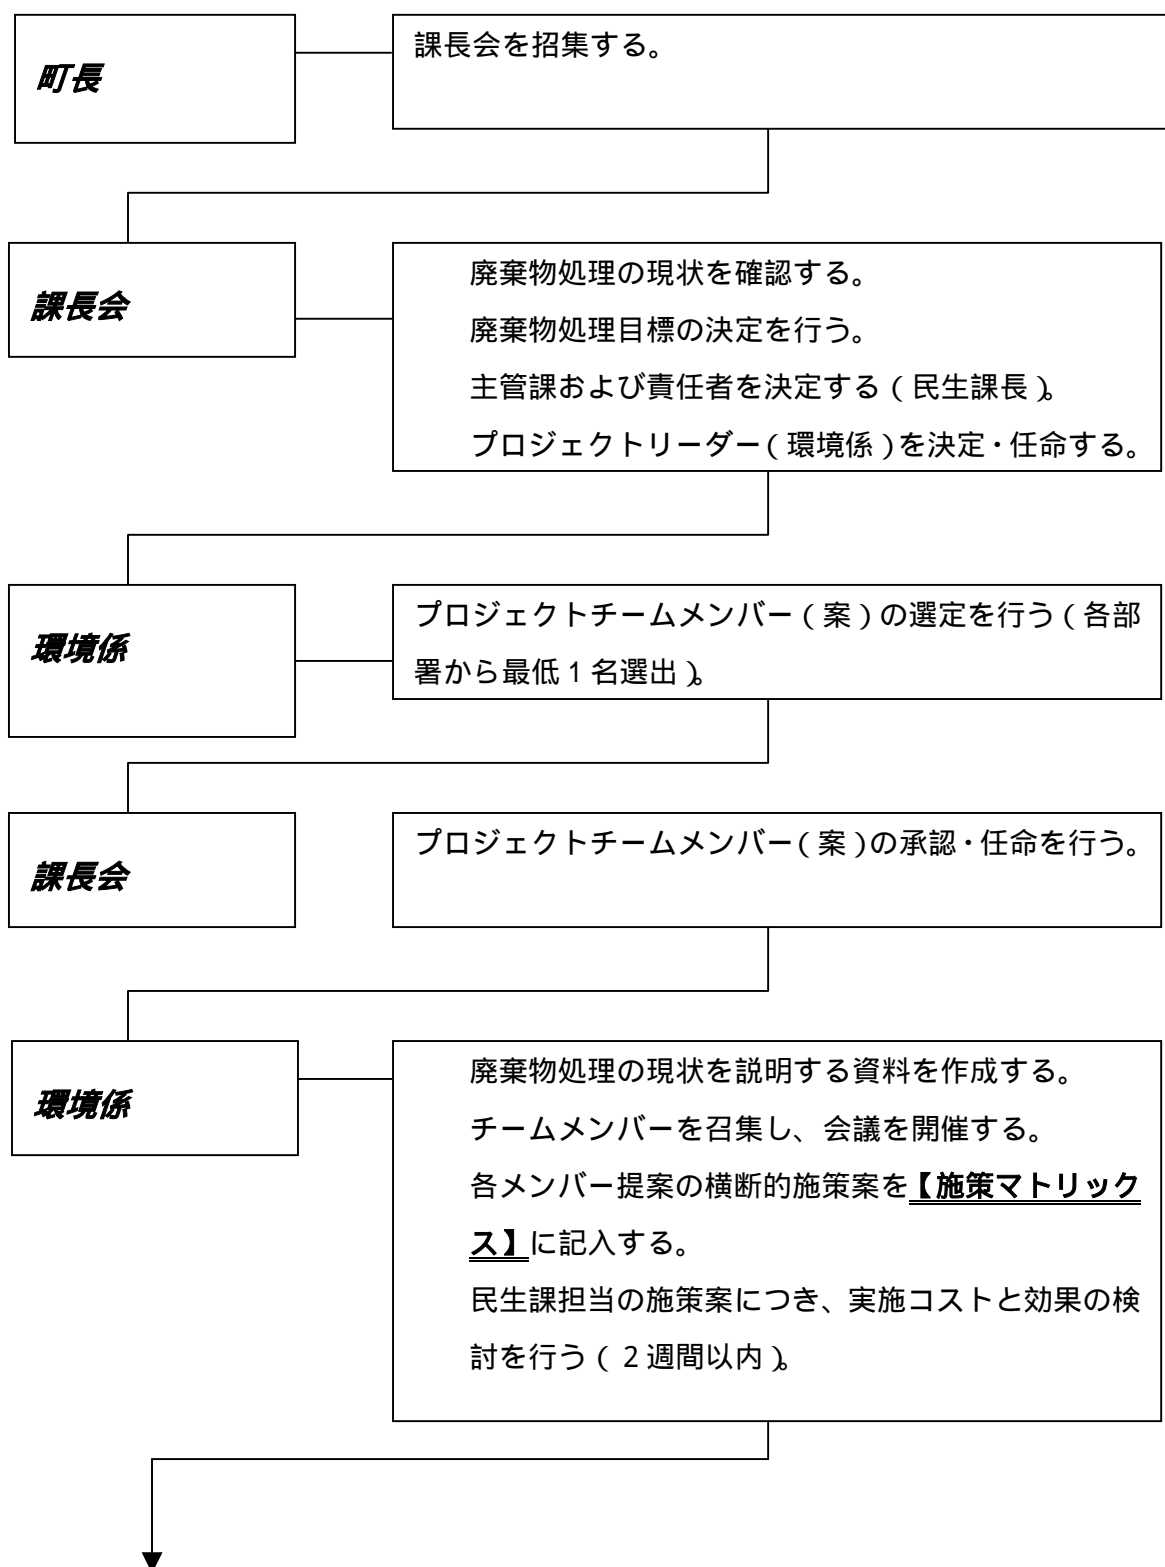 町長
課長会を招集する。
課長会
廃棄物処理の現状を確認する。
廃棄物処理目標の決定を行う。
主管課および責任者を決定する（民生課長）。
プロジェクトリーダー（環境係）を決定・任命する。
環境係
プロジェクトチームメンバー（案）の選定を行う（各部
署から最低1名選出）。
課長会
プロジェクトチームメンバー（案）の承認・任命を行う。
環境係
廃棄物処理の現状を説明する資料を作成する。
チームメンバーを召集し、会議を開催する。
各メンバー提案の横断的施策案を【施策マトリック
ス】に記入する。
民生課担当の施策案につき、実施コストと効果の検
討を行う（２週間以内）。